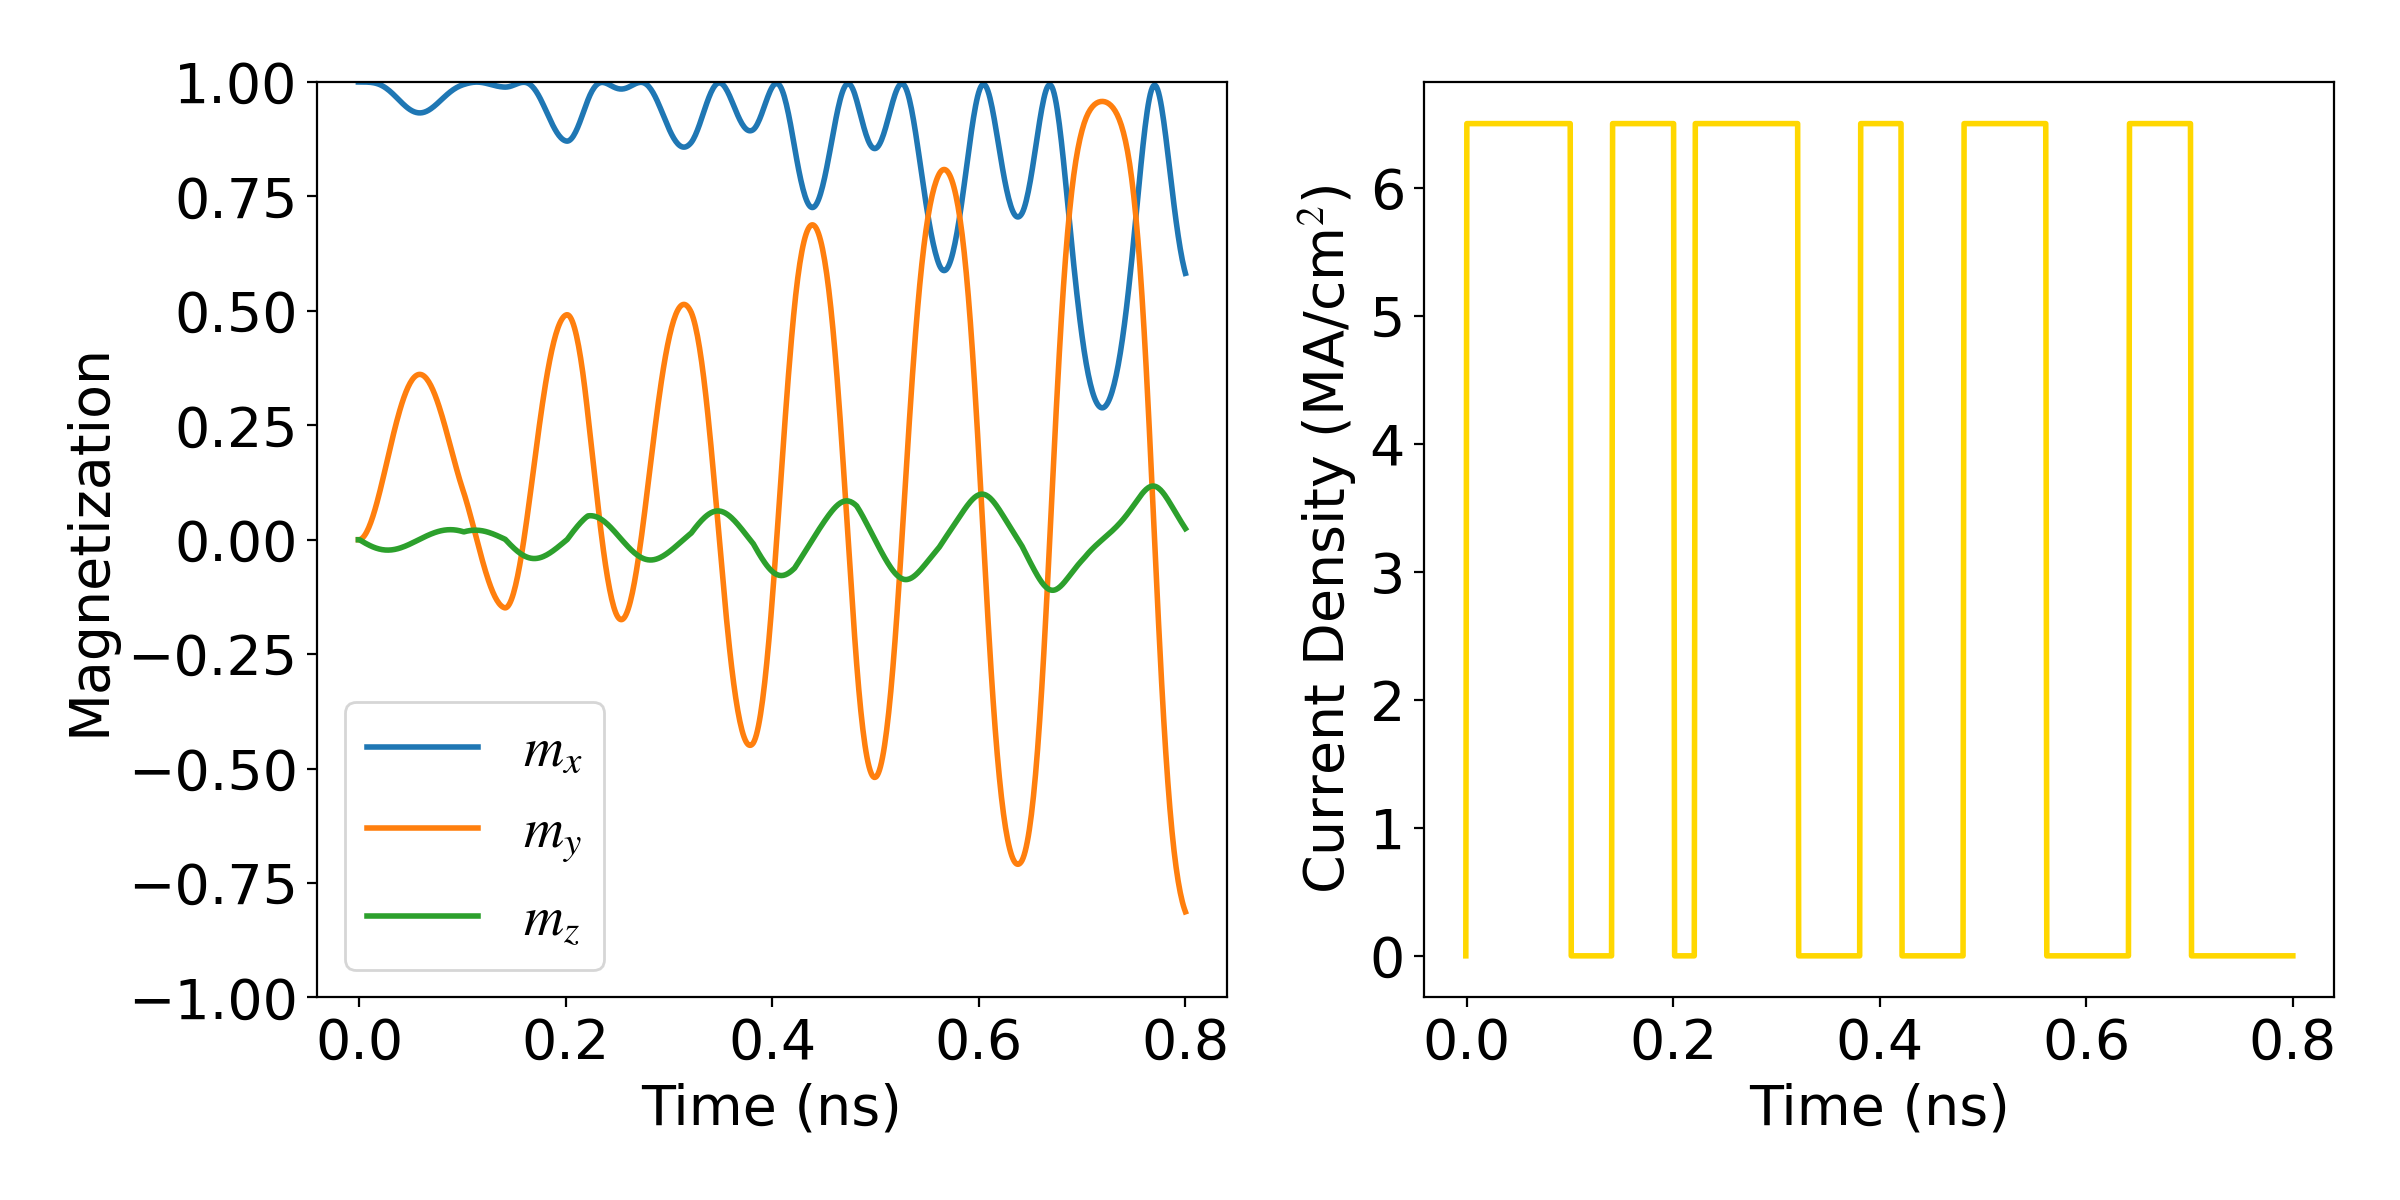 Magnetization
1.00
0.75
0.50
0.25
0.00
−0.25
−0.50
−0.75
−1.00
m_x
m_y
m_z
0.0 0.2 0.4 0.6 0.8
Time (ns)
Current Density (MA/cm²)
6
5
4
3
2
1
0
0.0 0.2 0.4 0.6 0.8
Time (ns)